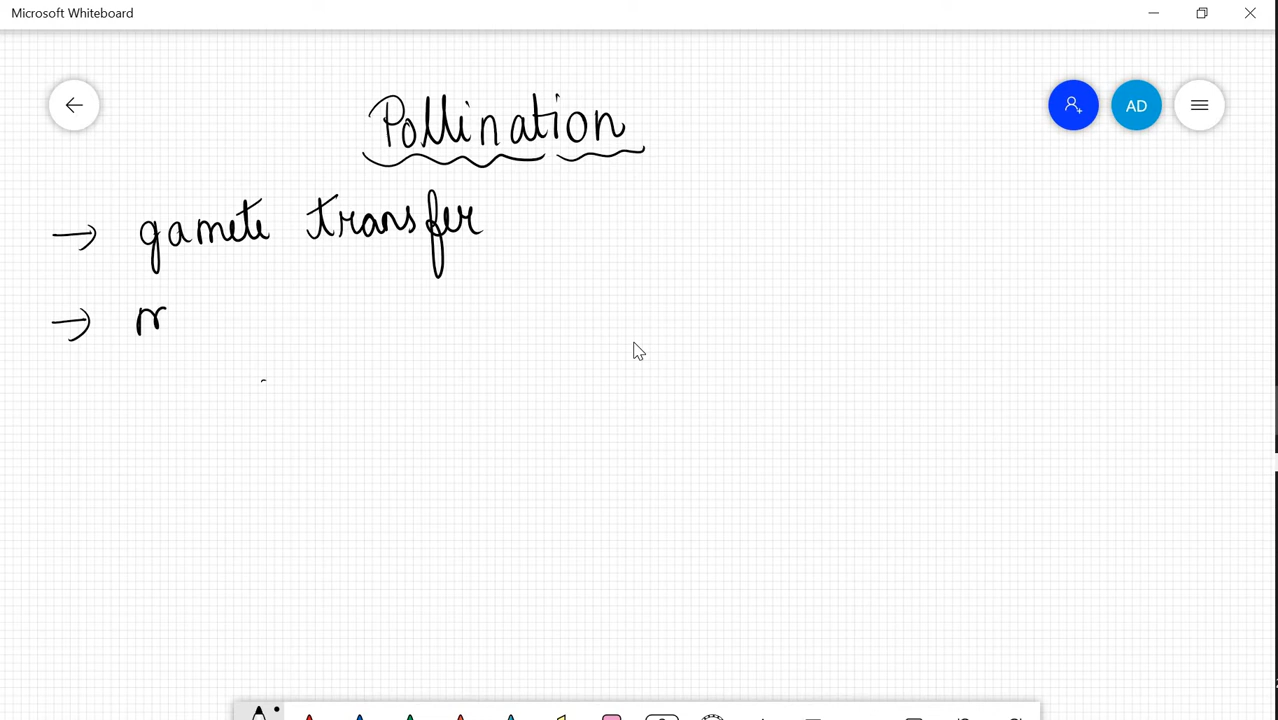 Microsoft Whiteboard
AD
Pollination
→ gamete transfer
→